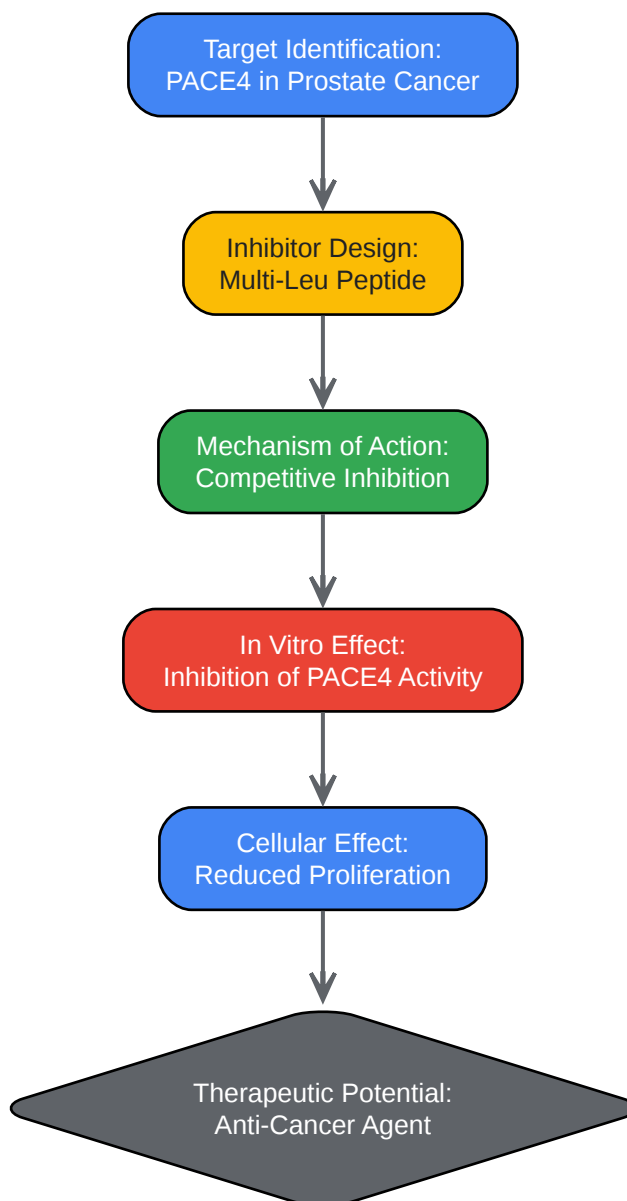 Target Identification:
PACE4 in Prostate Cancer
Inhibitor Design:
Multi-Leu Peptide
Mechanism of Action:
Competitive Inhibition
In Vitro Effect:
Inhibition of PACE4 Activity
Cellular Effect:
Reduced Proliferation
Therapeutic Potential:
Anti-Cancer Agent